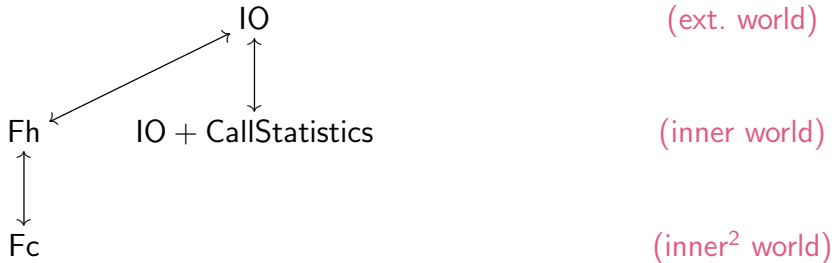 IO (ext. world)
Fh IO + CallStatistics (inner world)
Fc (inner² world)